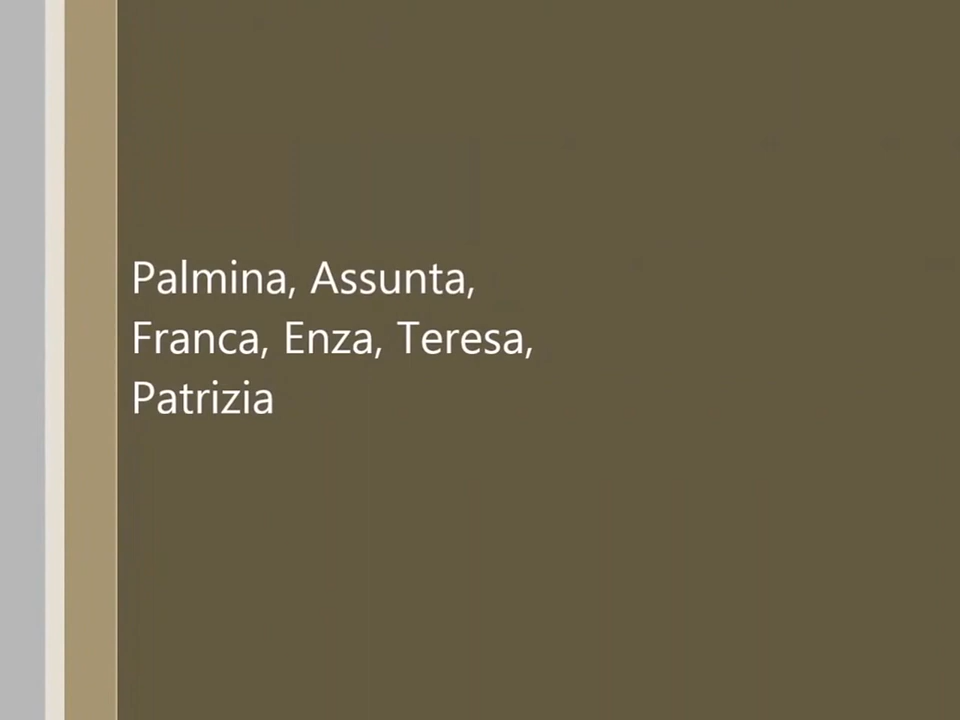 Palmina, Assunta,
Franca, Enza, Teresa,
Patrizia